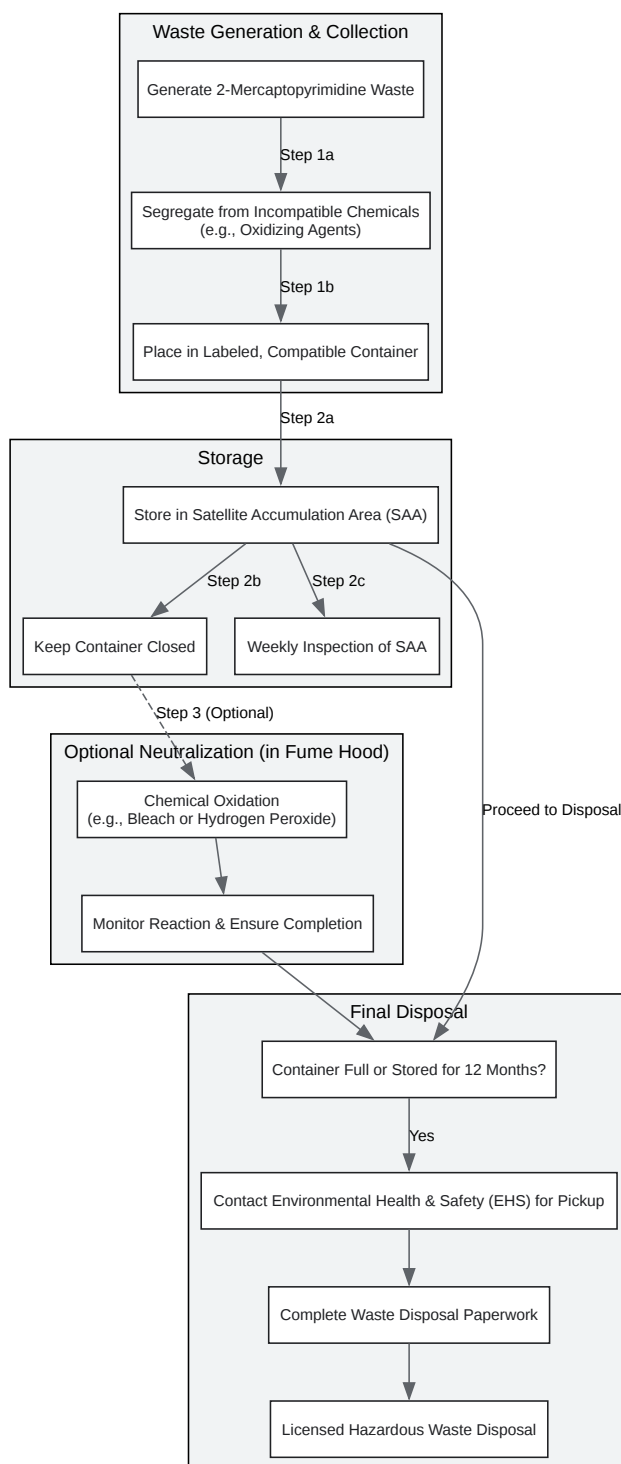 Waste Generation & Collection
Generate 2-Mercaptopyrimidine Waste
Step 1a
Segregate from Incompatible Chemicals
(e.g., Oxidizing Agents)
Step 1b
Place in Labeled, Compatible Container
Step 2a
Storage
Store in Satellite Accumulation Area (SAA)
Step 2b
Step 2c
Keep Container Closed
Weekly Inspection of SAA
Step 3 (Optional)
Optional Neutralization (in Fume Hood)
Chemical Oxidation
(e.g., Bleach or Hydrogen Peroxide)
Proceed to Disposal
Monitor Reaction & Ensure Completion
Final Disposal
Container Full or Stored for 12 Months?
Yes
Contact Environmental Health & Safety (EHS) for Pickup
Complete Waste Disposal Paperwork
Licensed Hazardous Waste Disposal